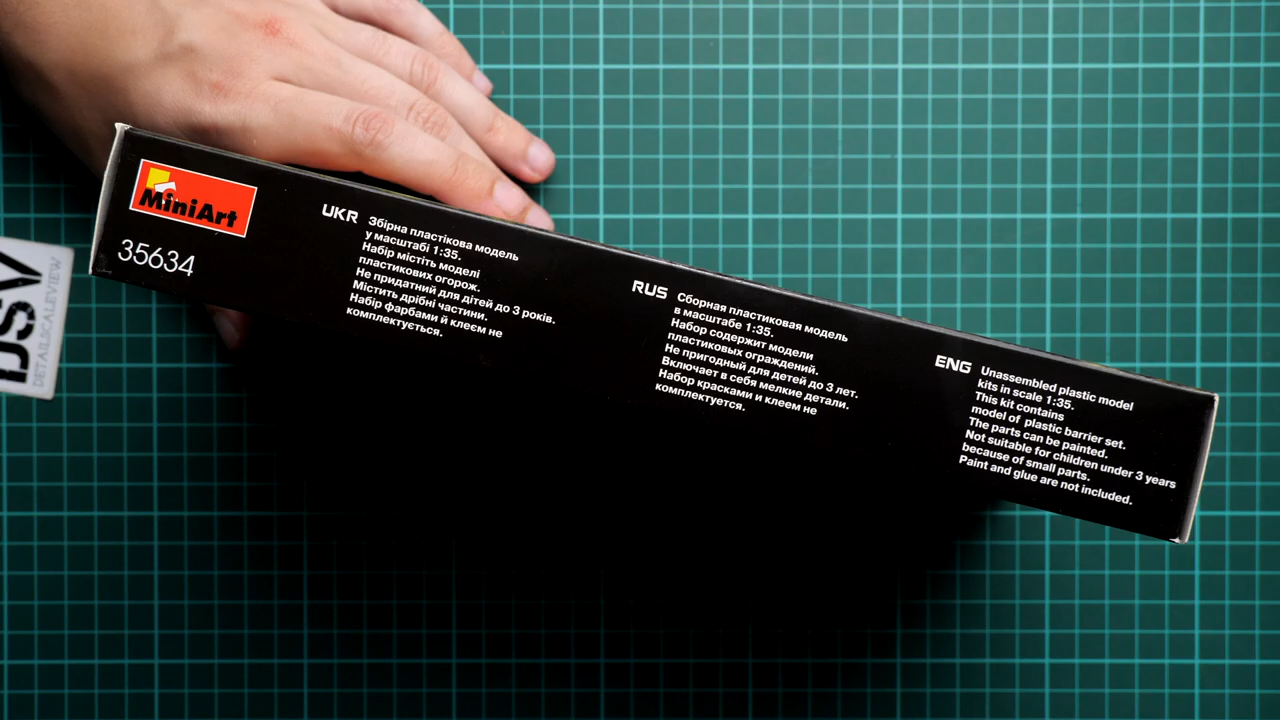 MiniArt
35634
UKR
Збірна пластікова модель
у масштабі 1:35.
Набір містіть моделі
пластикових огорож.
Не придатний для дітей до 3 років.
Містить дрібні частини.
Набір фарбами й клеєм не
комплектується.
RUS
Сборная пластиковая модель
в масштабе 1:35.
Набор содержит модели
пластиковых ограждений.
Не пригодный для детей до 3 лет.
Включает в себя мелкие детали.
Набор красками и клеем не
комплектуется.
ENG
Unassembled plastic model
kits in scale 1:35.
This kit contains
model of plastic barrier set.
The parts can be painted.
Not suitable for children under 3 years
because of small parts.
Paint and glue are not included.
DSV
DETAILSCALEVIEW